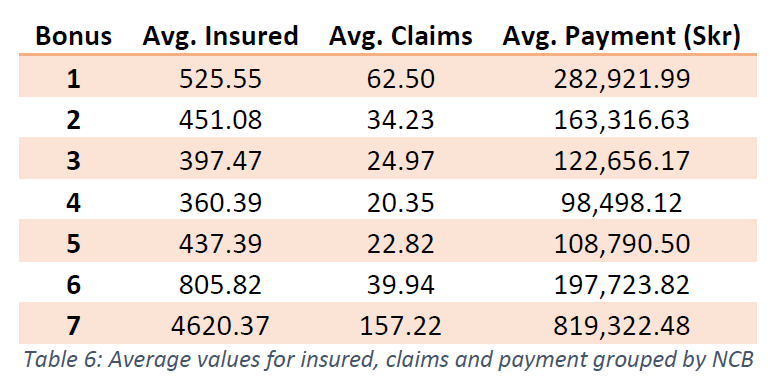 Bonus Avg. Insured Avg. Claims Avg. Payment (Skr)
1 525.55 62.50 282,921.99
2 451.08 34.23 163,316.63
3 397.47 24.97 122,656.17
4 360.39 20.35 98,498.12
5 437.39 22.82 108,790.50
6 805.82 39.94 197,723.82
7 4620.37 157.22 819,322.48
Table 6: Average values for insured, claims and payment grouped by NCB